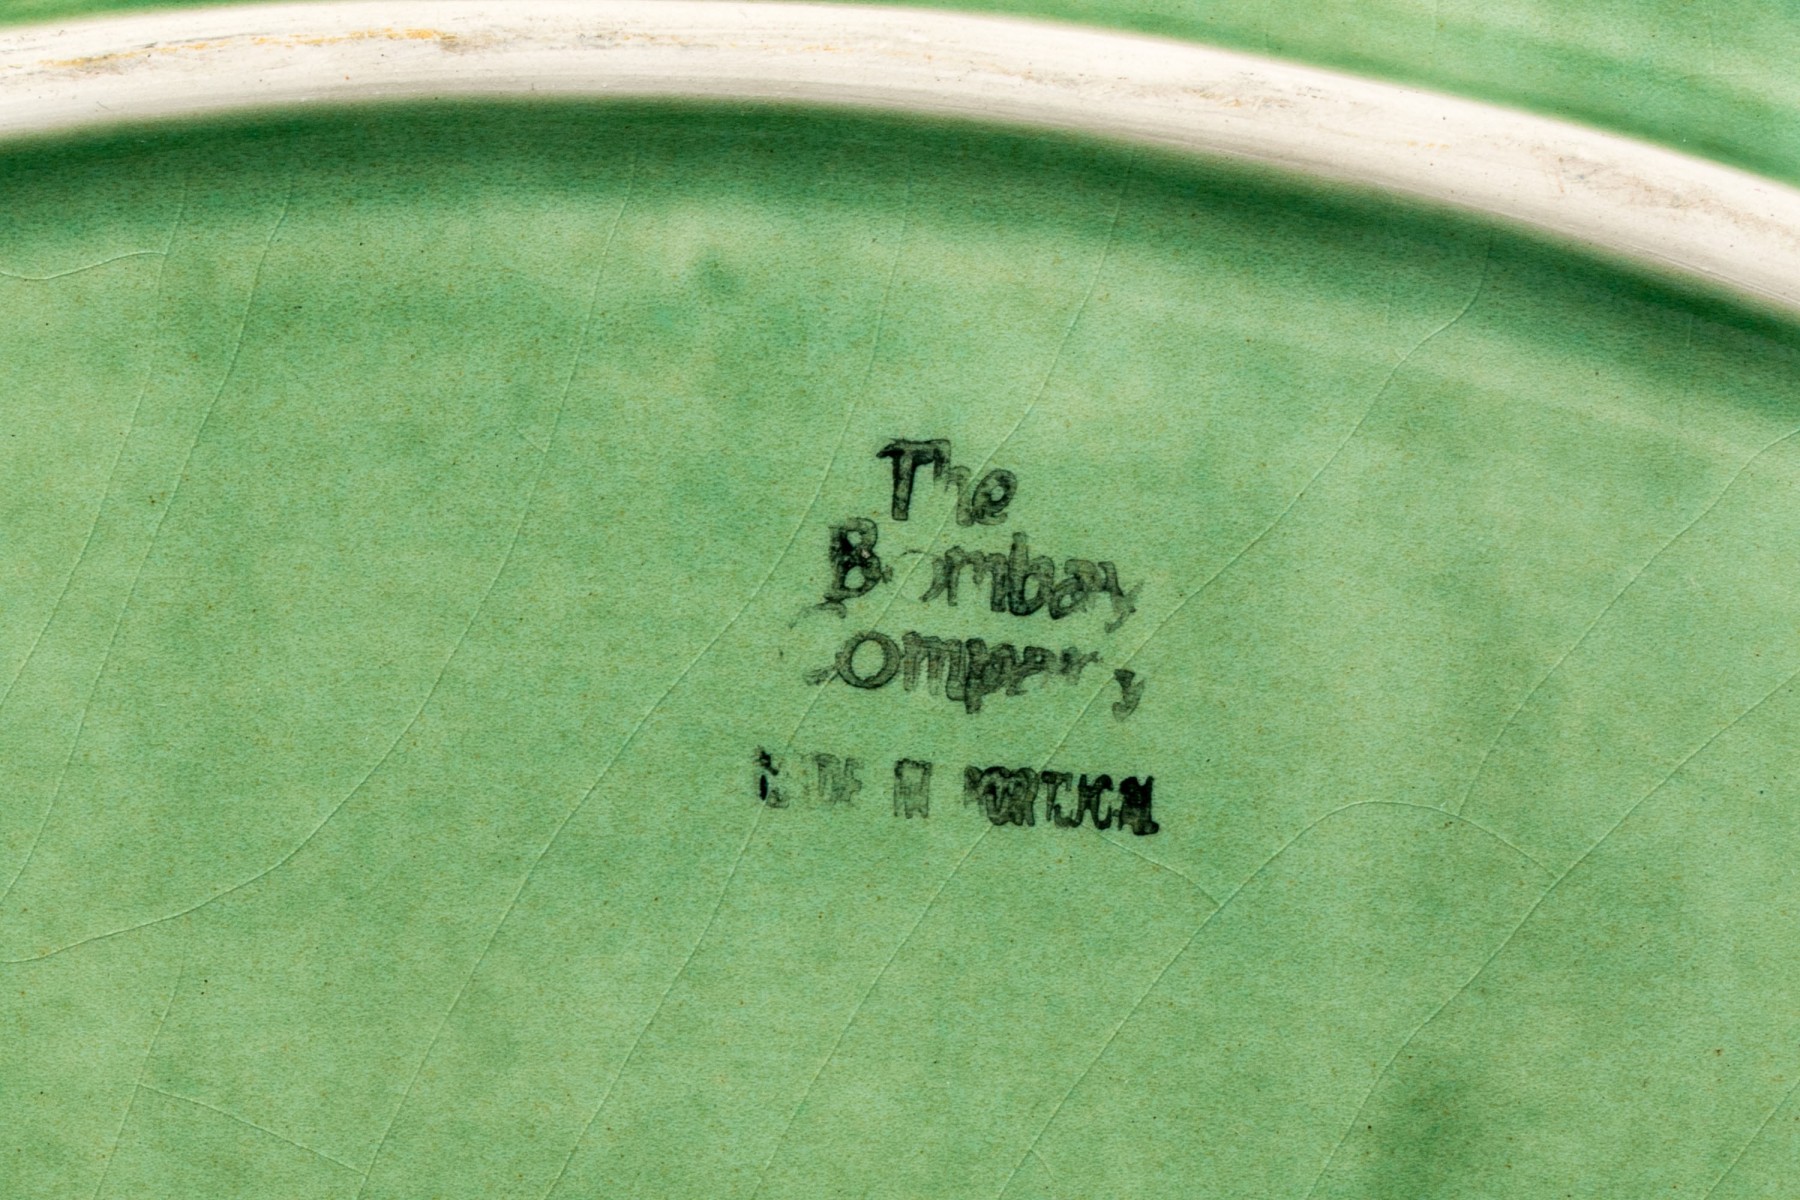 The
Bombay
Company
MADE IN PORTUGAL